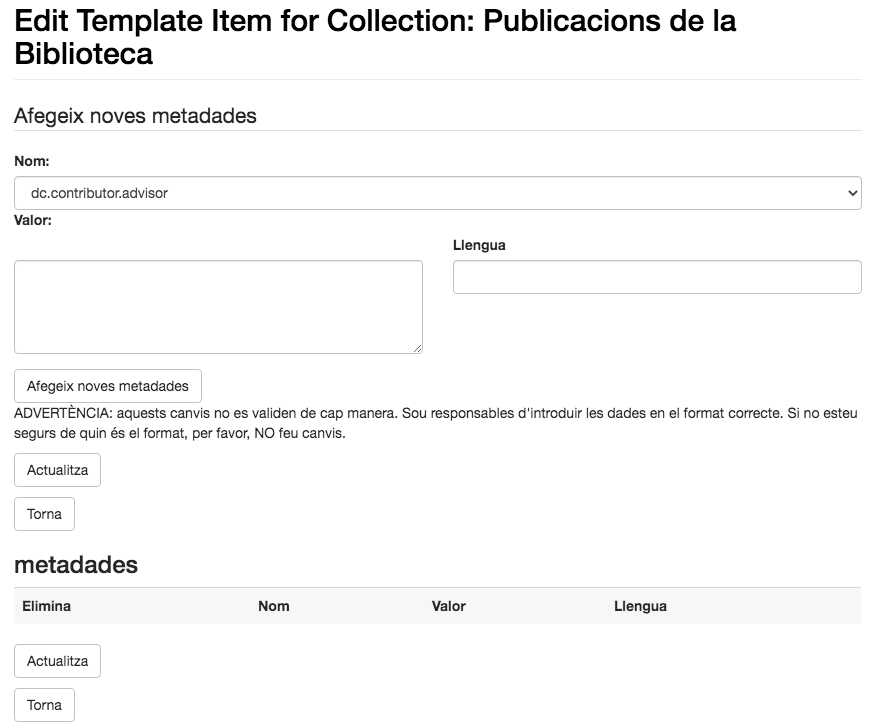 Edit Template Item for Collection: Publicacions de la
Biblioteca
Afegeix noves metadades
Nom:
dc.contributor.advisor
Valor:
Llengua
Afegeix noves metadades
ADVERTÈNCIA: aquests canvis no es validen de cap manera. Sou responsables d'introduir les dades en el format correcte. Si no esteu
segurs de quin és el format, per favor, NO feu canvis.
Actualitza
Torna
metadades
Elimina Nom Valor Llengua
Actualitza
Torna